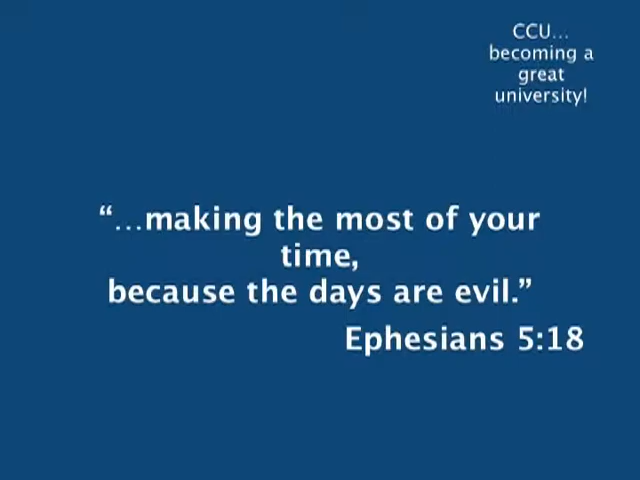 CCU...
becoming a
great
university!
“...making the most of your
time,
because the days are evil.”
Ephesians 5:18